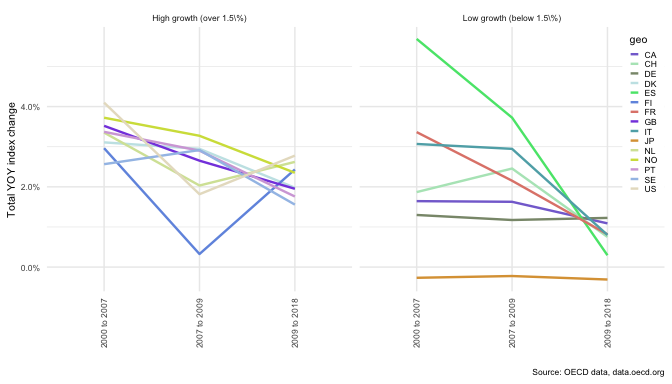 High growth (over 1.5\%)
Low growth (below 1.5\%)
Total YOY index change
4.0%
2.0%
0.0%
2000 to 2007
2007 to 2009
2009 to 2018
2000 to 2007
2007 to 2009
2009 to 2018
geo
CA
CH
DE
DK
ES
FI
FR
GB
IT
JP
NL
NO
PT
SE
US
Source: OECD data, data.oecd.org